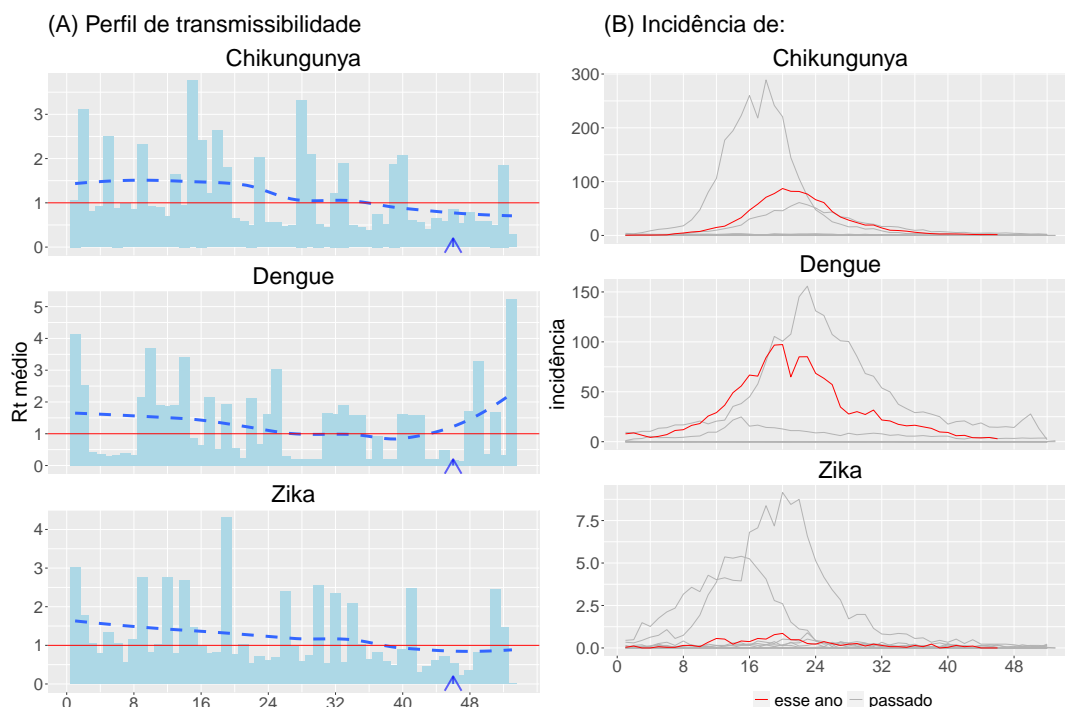 (A) Perfil de transmissibilidade
Chikungunya
3
2
1
0
Dengue
Rt médio
5
4
3
2
1
0
Zika
4
3
2
1
0
0 8 16 24 32 40 48
(B) Incidência de:
Chikungunya
300
200
100
0
Dengue
incidência
150
100
50
0
Zika
7.5
5.0
2.5
0.0
0 8 16 24 32 40 48
esse ano passado